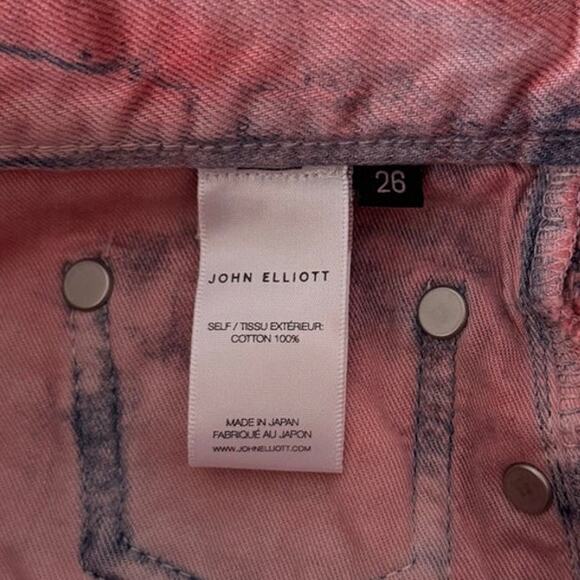 26
JOHN ELLIOTT
SELF / TISSU EXTÉRIEUR:
COTTON 100%
MADE IN JAPAN
FABRIQUÉ AU JAPON
WWW.JOHNELLIOTT.COM